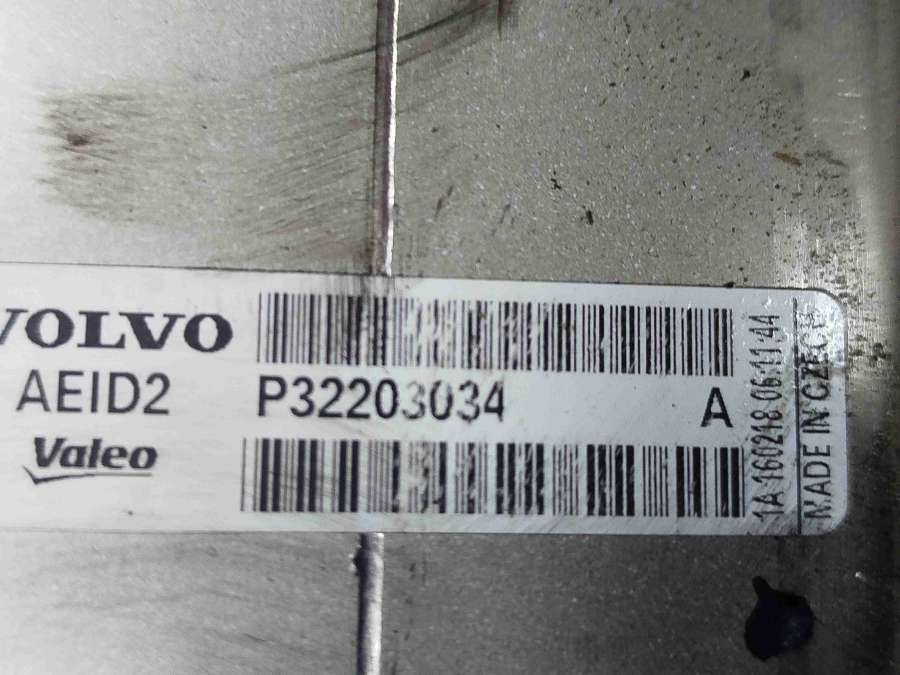 VOLVO
AEID2
Valeo
P32203034
A
1A 160218 06:11:44
MADE IN CZECH